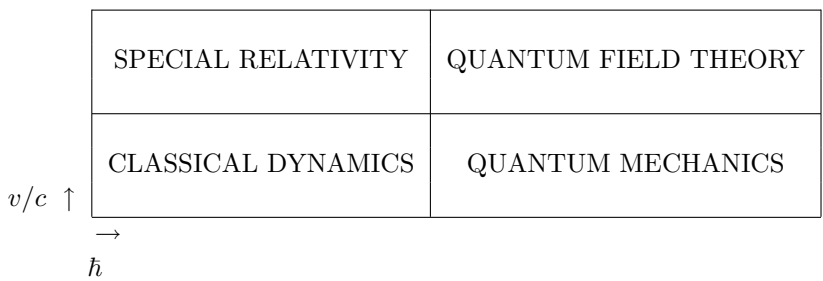 SPECIAL RELATIVITY QUANTUM FIELD THEORY
CLASSICAL DYNAMICS QUANTUM MECHANICS
v/c ↑
→
ℏ